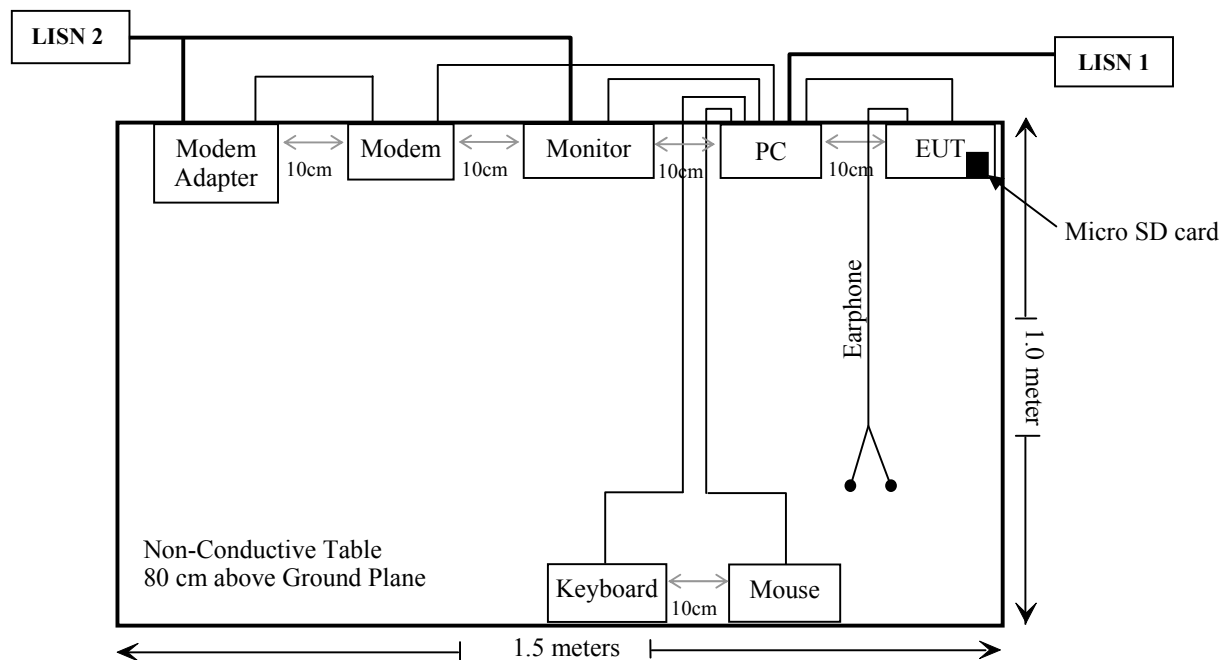 LISN 2
LISN 1
Modem
Adapter
10cm
Modem
10cm
Monitor
10cm
PC
10cm
EUT
Micro SD card
Earphone
1.0 meter
Non-Conductive Table
80 cm above Ground Plane
Keyboard
10cm
Mouse
1.5 meters